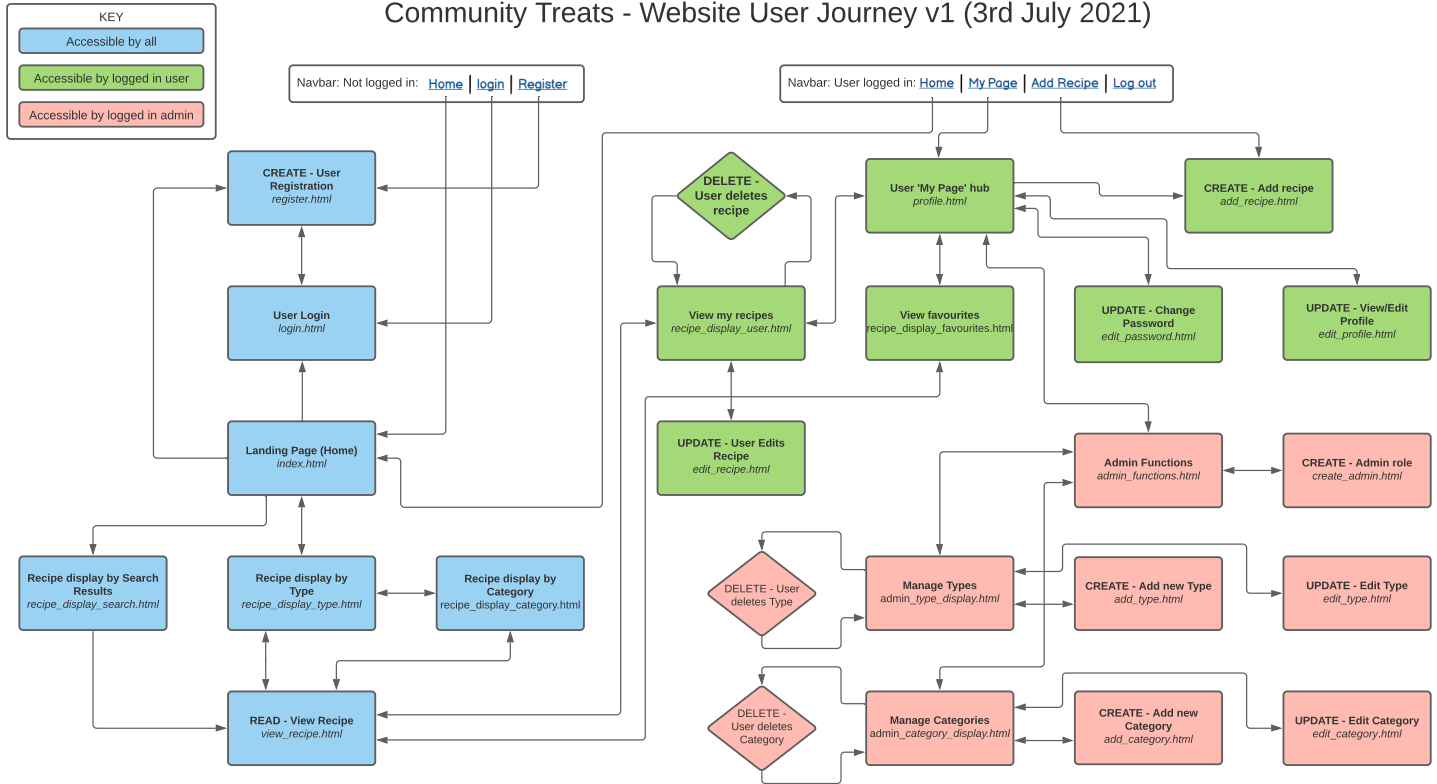 Community Treats - Website User Journey v1 (3rd July 2021)
KEY
Accessible by all
Accessible by logged in user
Accessible by logged in admin
Navbar: Not logged in: Home | login | Register
Navbar: User logged in: Home | My Page | Add Recipe | Log out
CREATE - User
Registration
register.html
DELETE -
User deletes
recipe
User 'My Page' hub
profile.html
CREATE - Add recipe
add_recipe.html
User Login
login.html
View my recipes
recipe_display_user.html
View favourites
recipe_display_favourites.html
UPDATE - Change
Password
edit_password.html
UPDATE - View/Edit
Profile
edit_profile.html
Landing Page (Home)
index.html
UPDATE - User Edits
Recipe
edit_recipe.html
Admin Functions
admin_functions.html
CREATE - Admin role
create_admin.html
Recipe display by Search
Results
recipe_display_search.html
Recipe display by
Type
recipe_display_type.html
Recipe display by
Category
recipe_display_category.html
DELETE - User
deletes Type
Manage Types
admin_type_display.html
CREATE - Add new Type
add_type.html
UPDATE - Edit Type
edit_type.html
READ - View Recipe
view_recipe.html
DELETE -
User deletes
Category
Manage Categories
admin_category_display.html
CREATE - Add new
Category
add_category.html
UPDATE - Edit Category
edit_category.html